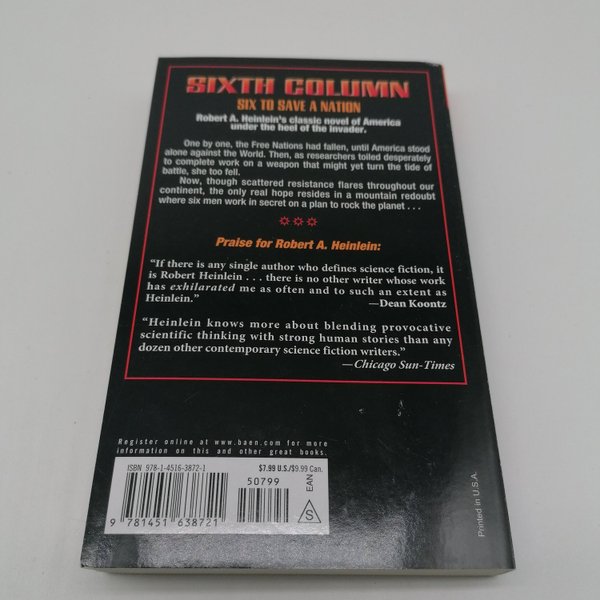 SIXTH COLUMN
SIX TO SAVE A NATION
Robert A. Heinlein's classic novel of America
under the heel of the invader.
One by one, the Free Nations had fallen, until America stood
alone against the World. Then, as researchers toiled desperately
to complete work on a weapon that might yet turn the tide of
battle, she too fell.
Now, though scattered resistance flares throughout our
continent, the only real hope resides in a mountain redoubt
where six men work in secret on a plan to rock the planet . . .
Praise for Robert A. Heinlein:
“If there is any single author who defines science fiction, it
is Robert Heinlein . . . there is no other writer whose work
has exhilarated me as often and to such an extent as
Heinlein.”
—Dean Koontz
“Heinlein knows more about blending provocative
scientific thinking with strong human stories than any
dozen other contemporary science fiction writers.”
—Chicago Sun-Times
Register online at www.baen.com for more
information on this and other great books.
ISBN 978-1-4516-3872-1
$7.99 U.S./$9.99 Can.
50799
9 781451 638721
EAN
S
Printed in U.S.A.